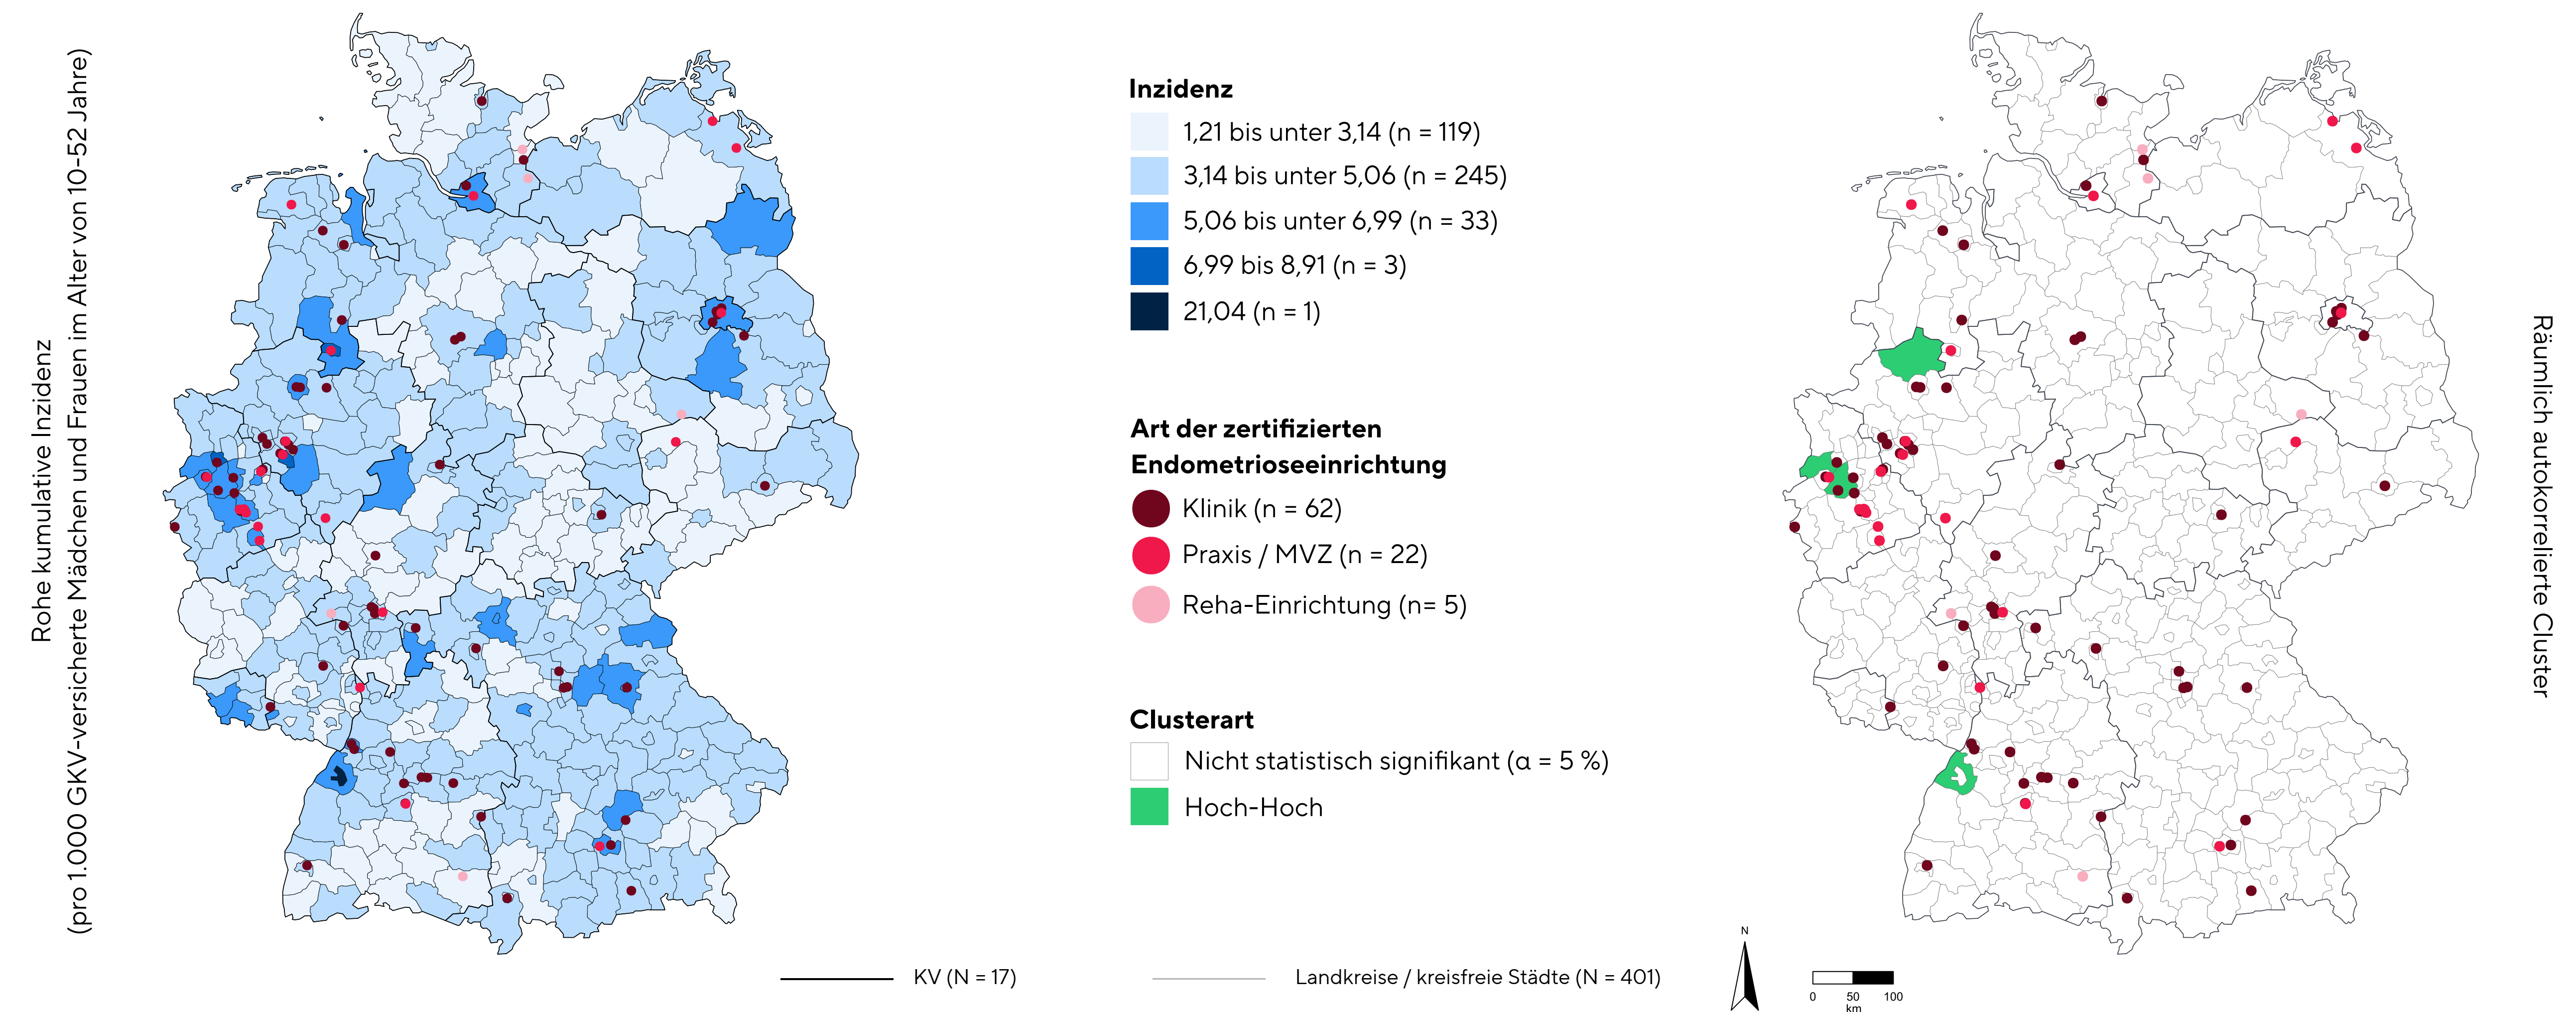 Rohe kumulative Inzidenz
(pro 1.000 GKV-versicherte Mädchen und Frauen im Alter von 10-52 Jahre)
Inzidenz
1,21 bis unter 3,14 (n = 119)
3,14 bis unter 5,06 (n = 245)
5,06 bis unter 6,99 (n = 33)
6,99 bis 8,91 (n = 3)
21,04 (n = 1)
Art der zertifizierten
Endometrioseeinrichtung
Klinik (n = 62)
Praxis / MVZ (n = 22)
Reha-Einrichtung (n= 5)
Clusterart
Nicht statistisch signifikant (α = 5 %)
Hoch-Hoch
KV (N = 17)
Landkreise / kreisfreie Städte (N = 401)
N
0 50 100
km
Räumlich autokorrelierte Cluster